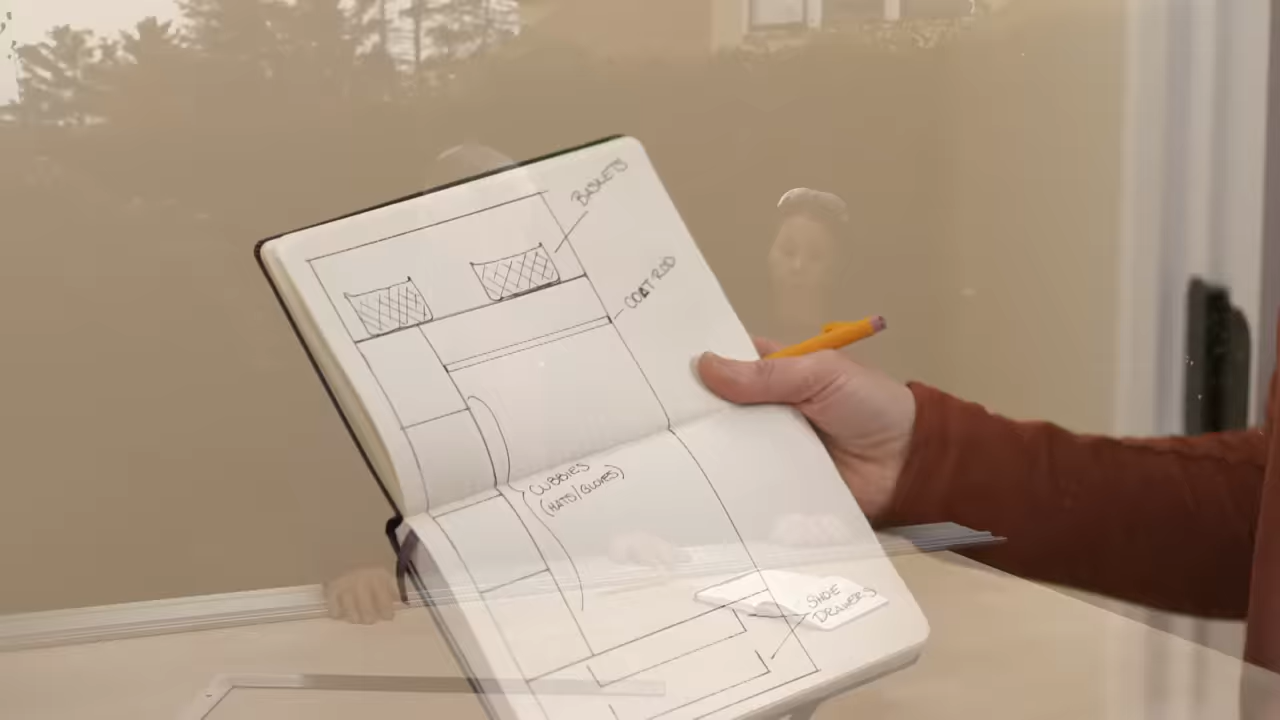 BASKETS
COAT ROD
CUBBIES
(HATS/GLOVES)
SHOE
DRAWERS